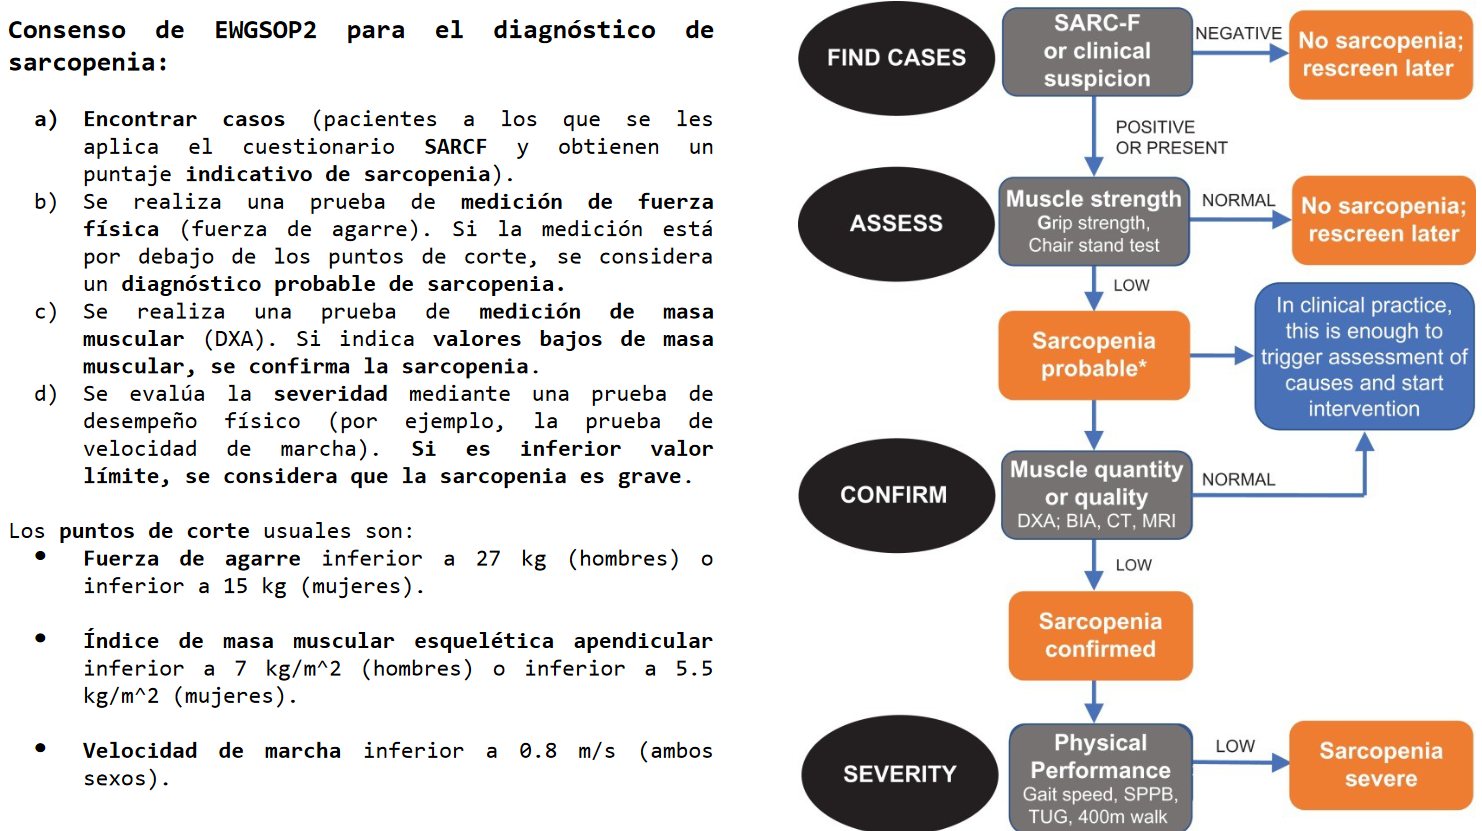 Consenso de EWGSOP2 para el diagnóstico de
sarcopenia:
a) Encontrar casos (pacientes a los que se les
aplica el cuestionario SARCF y obtienen un
puntaje indicativo de sarcopenia).
b) Se realiza una prueba de medición de fuerza
física (fuerza de agarre). Si la medición está
por debajo de los puntos de corte, se considera
un diagnóstico probable de sarcopenia.
c) Se realiza una prueba de medición de masa
muscular (DXA). Si indica valores bajos de masa
muscular, se confirma la sarcopenia.
d) Se evalúa la severidad mediante una prueba de
desempeño físico (por ejemplo, la prueba de
velocidad de marcha). Si es inferior valor
límite, se considera que la sarcopenia es grave.
Los puntos de corte usuales son:
• Fuerza de agarre inferior a 27 kg (hombres) o
inferior a 15 kg (mujeres).
• Índice de masa muscular esquelética apendicular
inferior a 7 kg/m^2 (hombres) o inferior a 5.5
kg/m^2 (mujeres).
• Velocidad de marcha inferior a 0.8 m/s (ambos
sexos).
FIND CASES
SARC-F
or clinical
suspicion
NEGATIVE
No sarcopenia;
rescreen later
POSITIVE
OR PRESENT
ASSESS
Muscle strength
Grip strength,
Chair stand test
NORMAL
No sarcopenia;
rescreen later
LOW
Sarcopenia
probable*
In clinical practice,
this is enough to
trigger assessment of
causes and start
intervention
CONFIRM
Muscle quantity
or quality
DXA; BIA, CT, MRI
NORMAL
LOW
Sarcopenia
confirmed
SEVERITY
Physical
Performance
Gait speed, SPPB,
TUG, 400m walk
LOW
Sarcopenia
severe